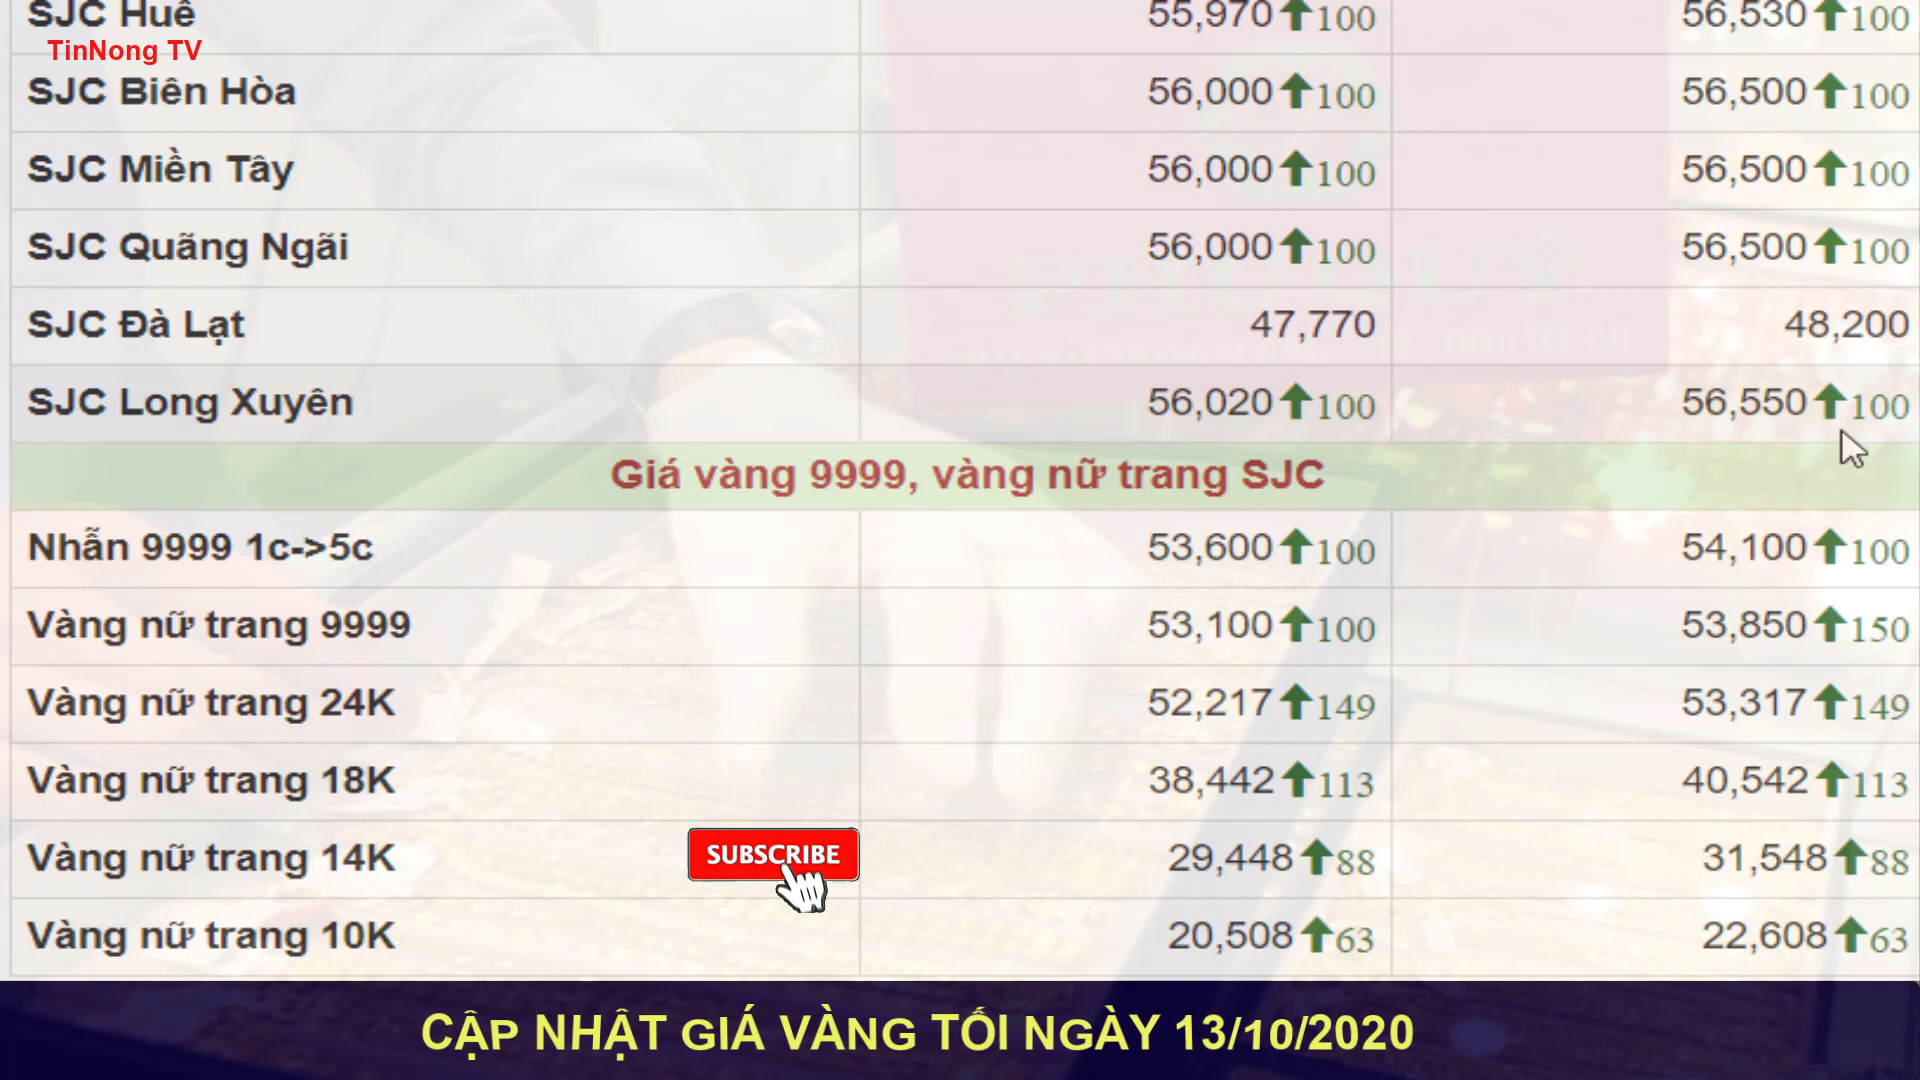 SJC Huế 55,970 100 56,530 100
TinNong TV
SJC Biên Hòa 56,000 100 56,500 100
SJC Miền Tây 56,000 100 56,500 100
SJC Quãng Ngãi 56,000 100 56,500 100
SJC Đà Lạt 47,770 48,200
SJC Long Xuyên 56,020 100 56,550 100
Giá vàng 9999, vàng nữ trang SJC
Nhẫn 9999 1c->5c 53,600 100 54,100 100
Vàng nữ trang 9999 53,100 100 53,850 150
Vàng nữ trang 24K 52,217 149 53,317 149
Vàng nữ trang 18K 38,442 113 40,542 113
Vàng nữ trang 14K SUBSCRIBE 29,448 88 31,548 88
Vàng nữ trang 10K 20,508 63 22,608 63
CẬP NHẬT GIÁ VÀNG TỐI NGÀY 13/10/2020